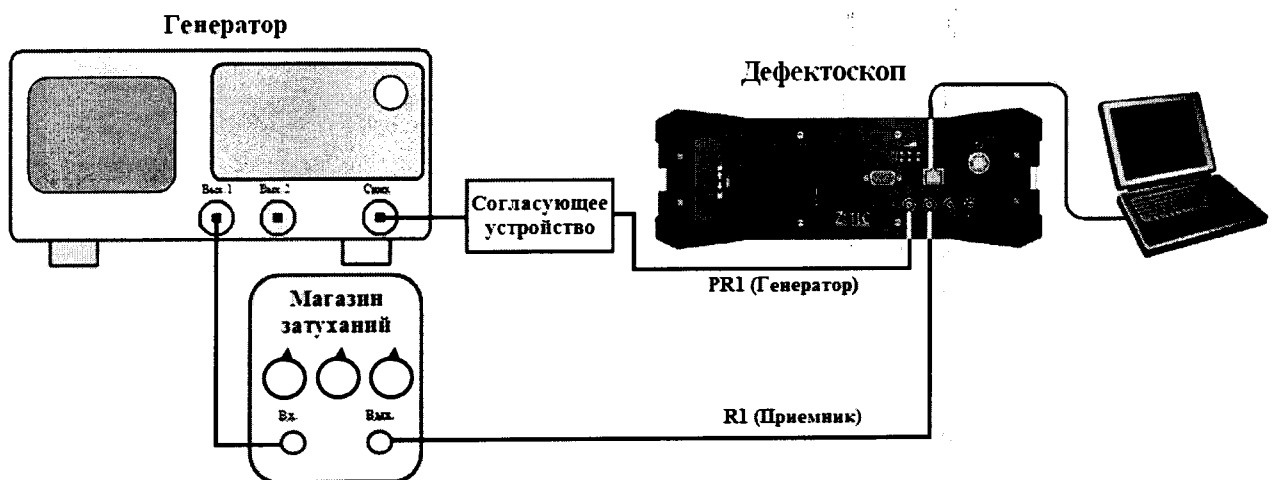 Генератор
Дефектоскоп
Вых 1
Вых 2
Синх
Согласующее
устройство
PR1 (Генератор)
Магазин
затуханий
Вх.
Вых.
R1 (Приемник)